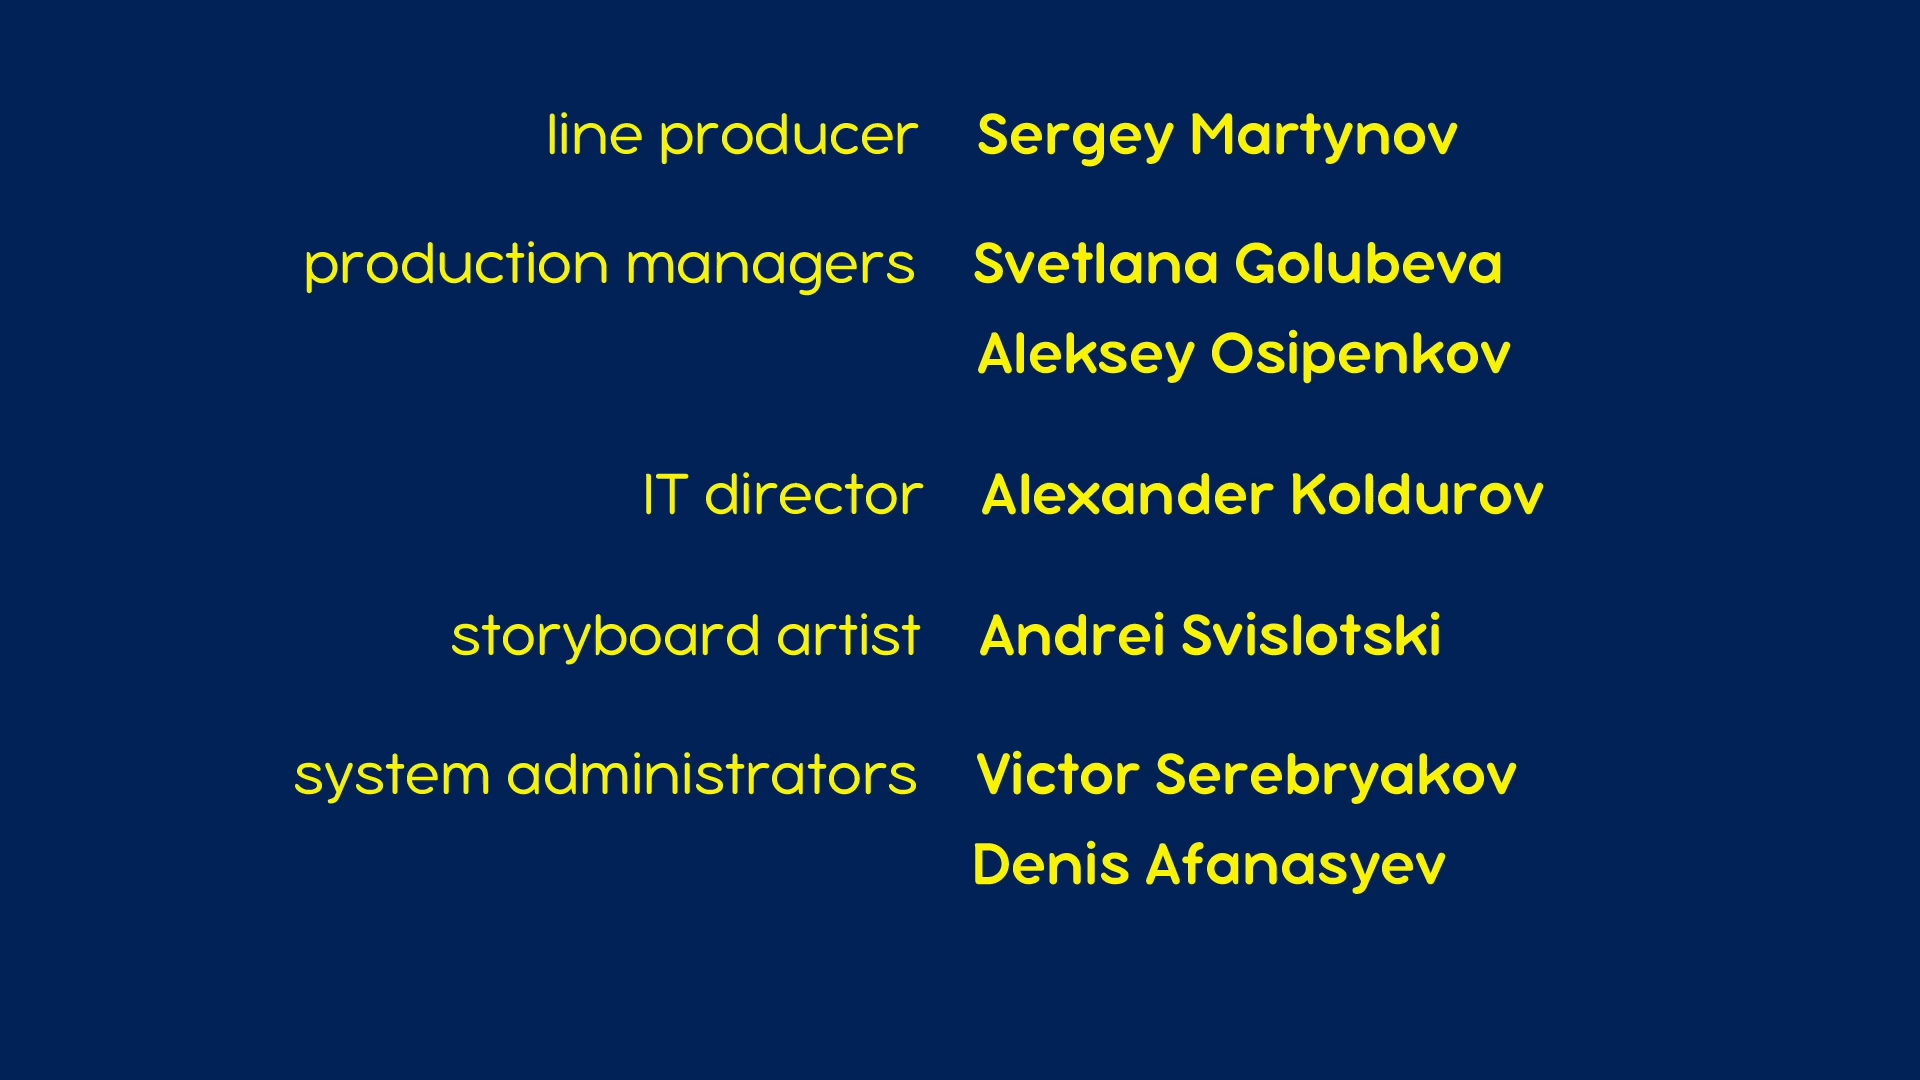 line producer Sergey Martynov
production managers Svetlana Golubeva
Aleksey Osipenkov
IT director Alexander Koldurov
storyboard artist Andrei Svislotski
system administrators Victor Serebryakov
Denis Afanasyev